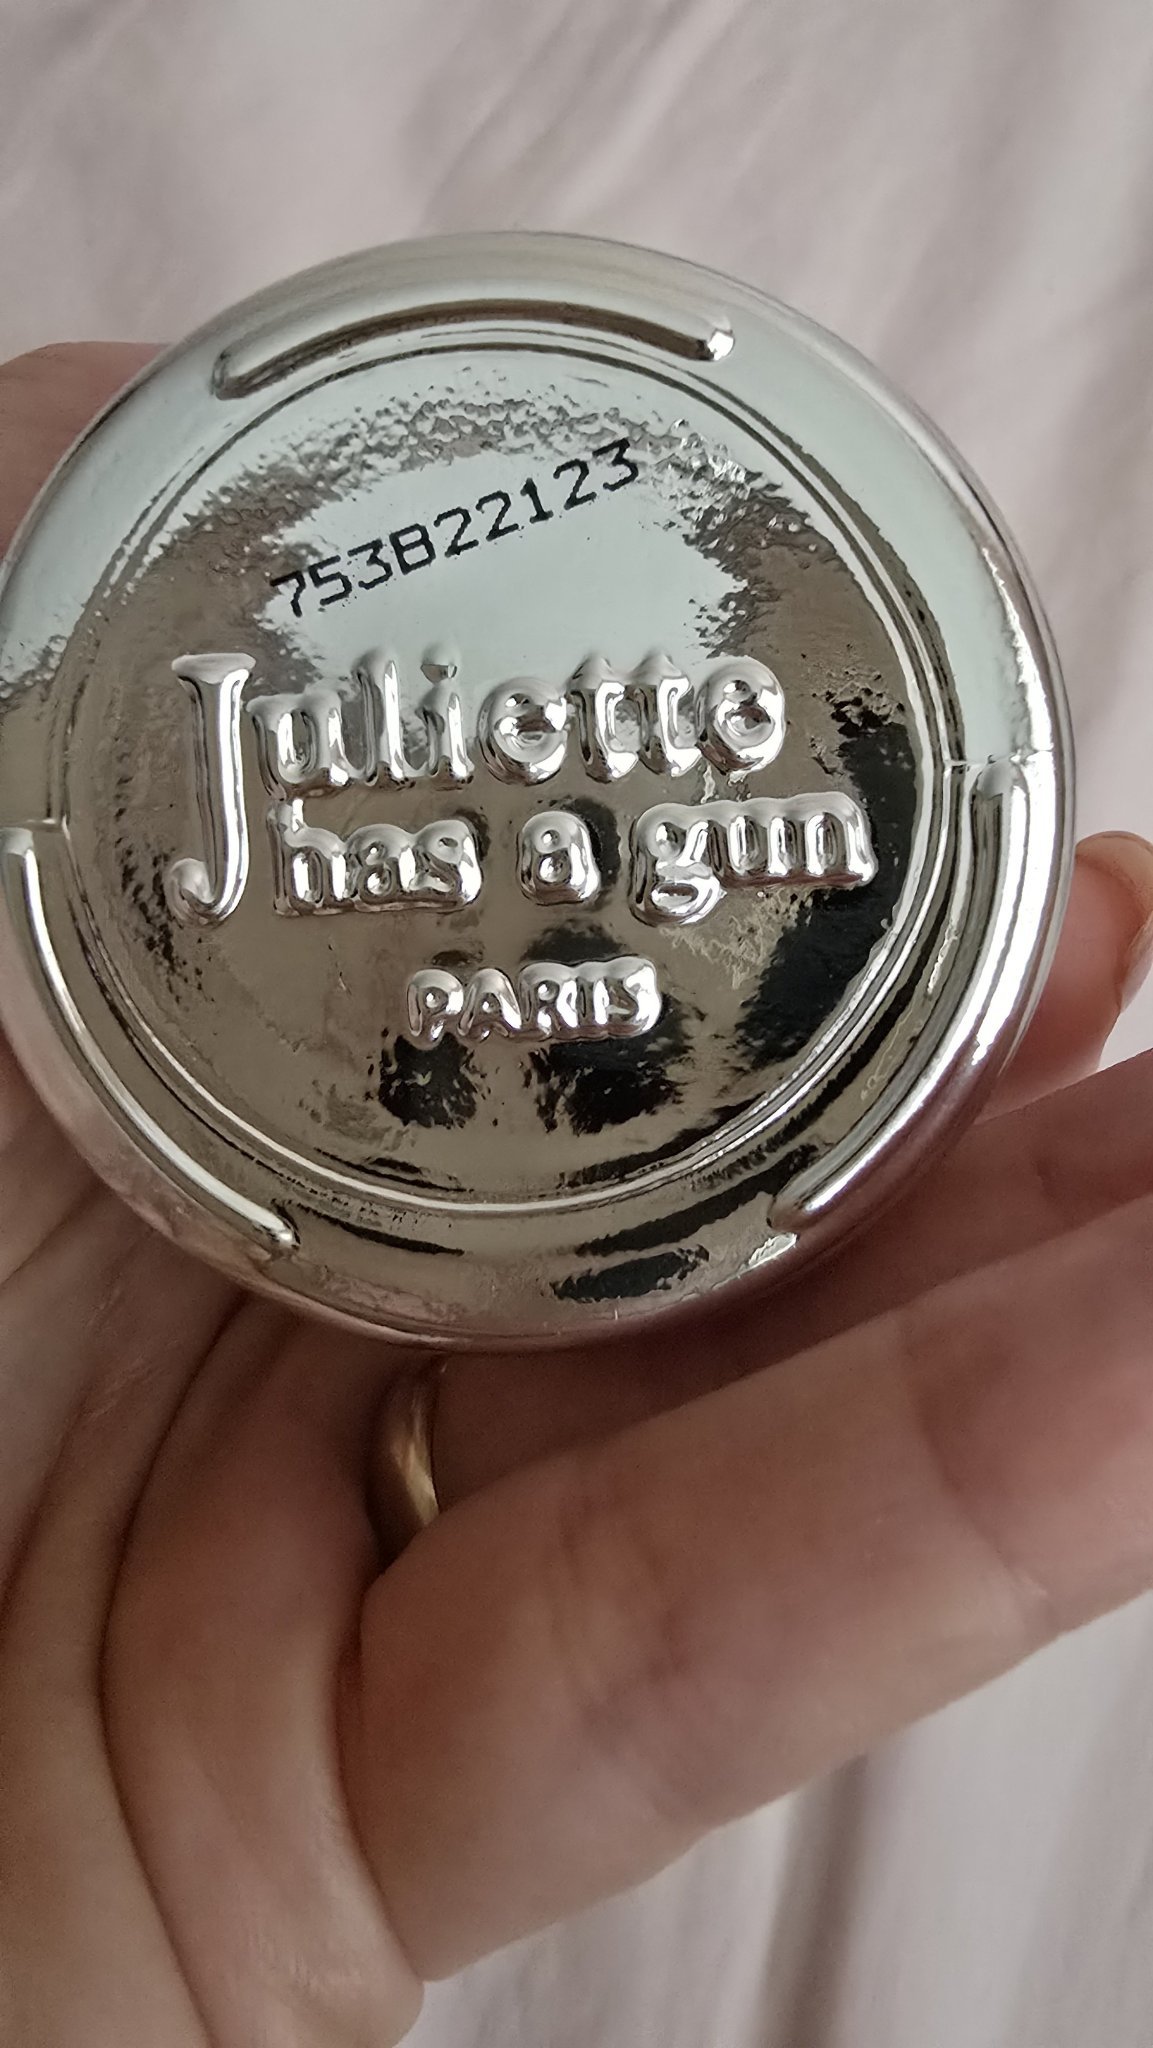 753B22123
Juliette
has a gun
PARIS